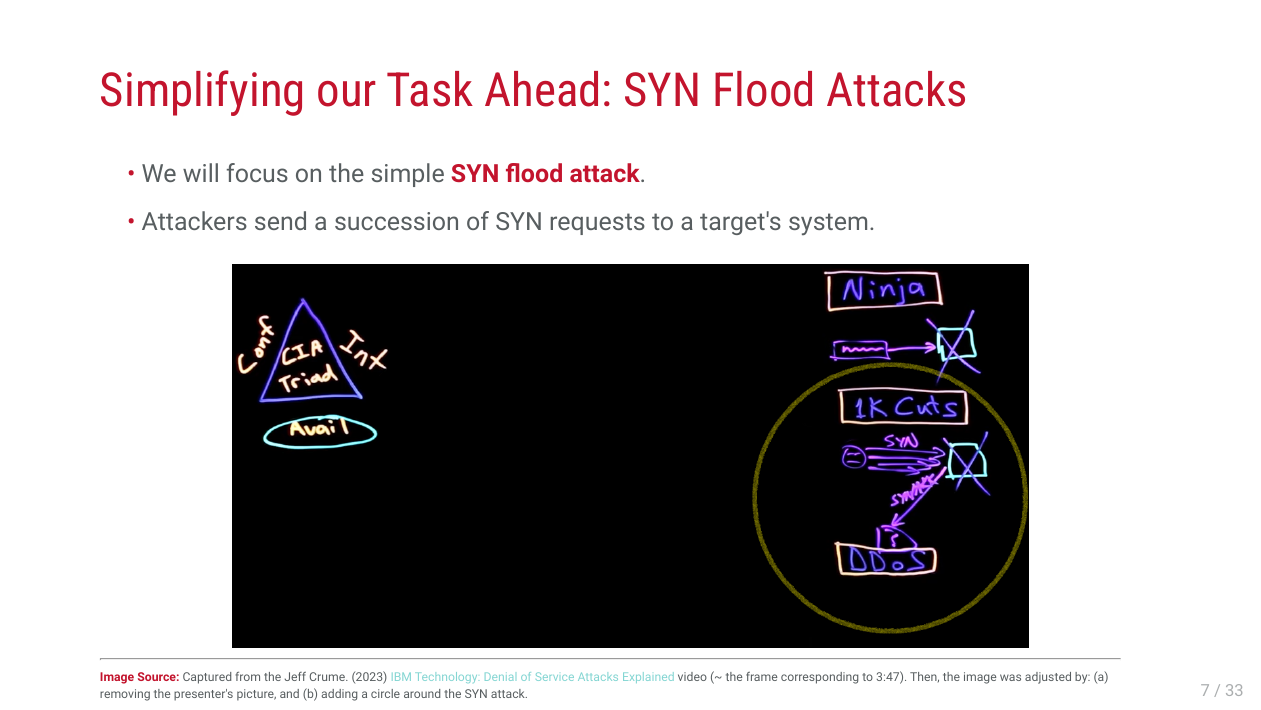 Simplifying our Task Ahead: SYN Flood Attacks
• We will focus on the simple SYN flood attack.
• Attackers send a succession of SYN requests to a target's system.
Conf
CIA
Triad
Int
Avail
Ninja
1K Cuts
SYN
SYN/ACK
?
DDoS
Image Source: Captured from the Jeff Crume. (2023) IBM Technology: Denial of Service Attacks Explained video (~ the frame corresponding to 3:47). Then, the image was adjusted by: (a)
removing the presenter's picture, and (b) adding a circle around the SYN attack.
7 / 33